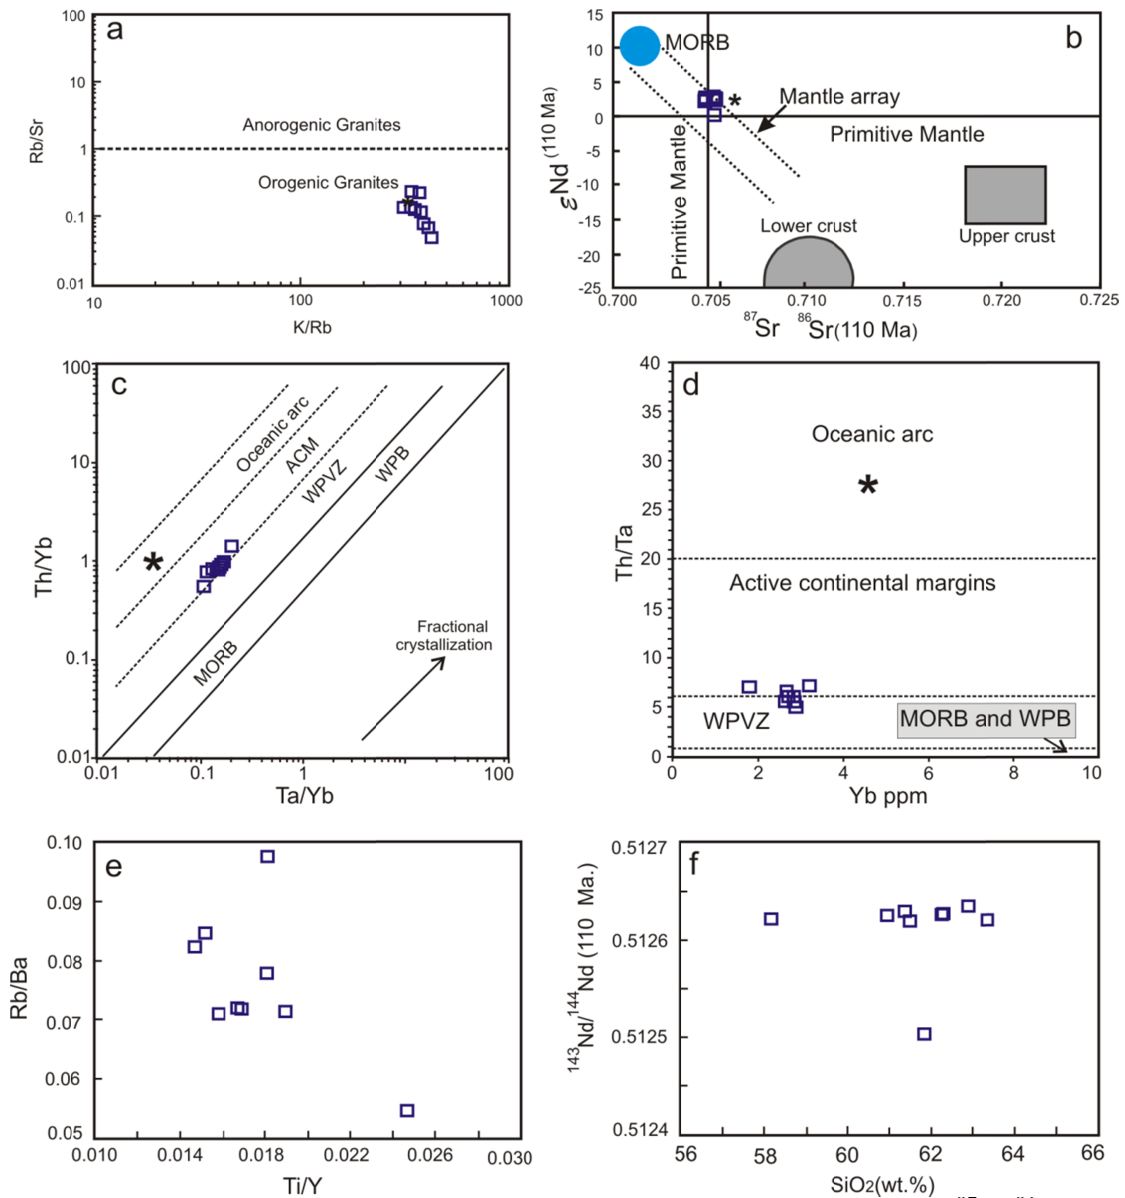 a
100
10
1
0.1
0.01
Rb/Sr
Anorogenic Granites
Orogenic Granites
*
10
100
1000
K/Rb
b
15
10
5
0
-5
-10
-15
-20
-25
εNd (110 Ma)
MORB
*
Mantle array
Primitive Mantle
Primitive Mantle
Lower crust
Upper crust
0.700
0.705
0.710
0.715
0.720
0.725
87Sr 86Sr(110 Ma)
c
100
10
1
0.1
0.01
Th/Yb
Oceanic arc
ACM
WPVZ
WPB
MORB
*
Fractional
crystallization
0.01
0.1
1
100
Ta/Yb
d
40
35
30
25
20
15
10
5
0
Th/Ta
Oceanic arc
*
Active continental margins
WPVZ
MORB and WPB
0
2
4
6
8
10
Yb ppm
e
0.10
0.09
0.08
0.07
0.06
0.05
Rb/Ba
0.010
0.014
0.018
0.022
0.026
0.030
Ti/Y
f
0.5127
0.5126
0.5125
0.5124
143Nd/144Nd (110 Ma.)
56
58
60
62
64
66
SiO2(wt.%)